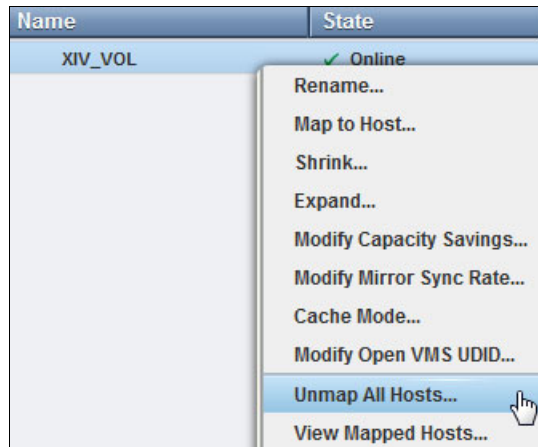 Name State
XIV_VOL ✓ Online
Rename...
Map to Host...
Shrink...
Expand...
Modify Capacity Savings...
Modify Mirror Sync Rate...
Cache Mode...
Modify Open VMS UDID...
Unmap All Hosts...
View Mapped Hosts...